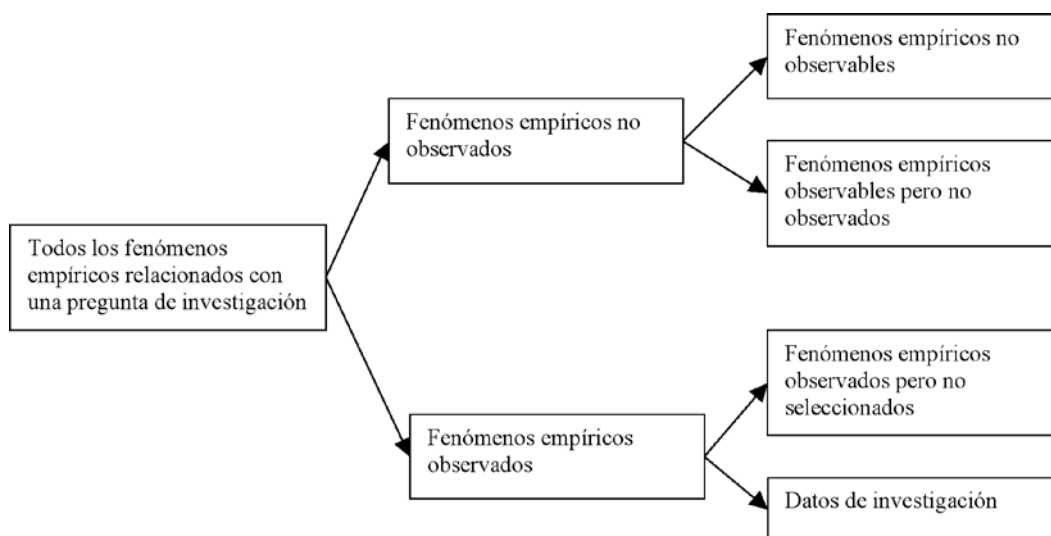 Fenómenos empíricos no
observables
Fenómenos empíricos no
observados
Fenómenos empíricos
observables pero no
observados
Todos los fenómenos
empíricos relacionados con
una pregunta de investigación
Fenómenos empíricos
observados pero no
seleccionados
Fenómenos empíricos
observados
Datos de investigación